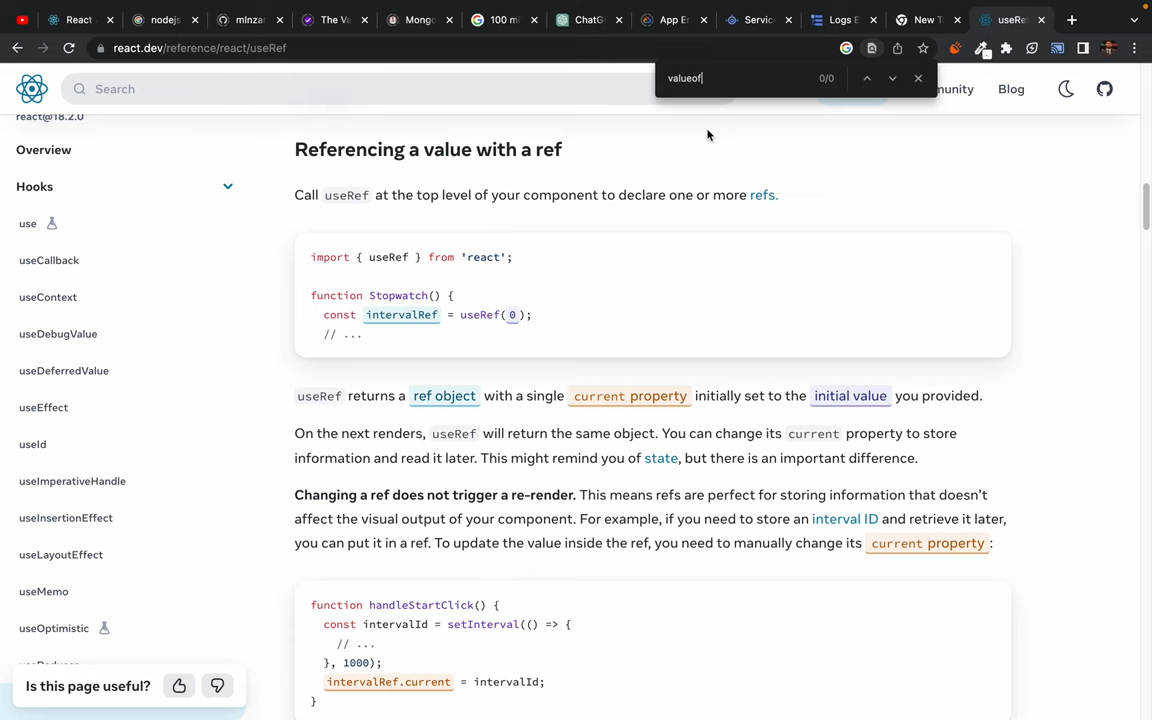 React A
nodejs
mInzar
The Va
Mongo
100 mi
ChatG
App En
Service
Logs E
New T
useRe
react.dev/reference/react/useRef
valueof
0/0
Search
munity
Blog
react@18.2.0
Overview
Hooks
use
useCallback
useContext
useDebugValue
useDeferredValue
useEffect
useId
useImperativeHandle
useInsertionEffect
useLayoutEffect
useMemo
useOptimistic
Is this page useful?
Referencing a value with a ref
Call useRef at the top level of your component to declare one or more refs.
import { useRef } from 'react';
function Stopwatch() {
const intervalRef = useRef(0);
// ...
useRef returns a ref object with a single current property initially set to the initial value you provided.
On the next renders, useRef will return the same object. You can change its current property to store
information and read it later. This might remind you of state, but there is an important difference.
Changing a ref does not trigger a re-render. This means refs are perfect for storing information that doesn't
affect the visual output of your component. For example, if you need to store an interval ID and retrieve it later,
you can put it in a ref. To update the value inside the ref, you need to manually change its current property:
function handleStartClick() {
const intervalId = setInterval(() => {
// ...
}, 1000);
intervalRef.current = intervalId;
}